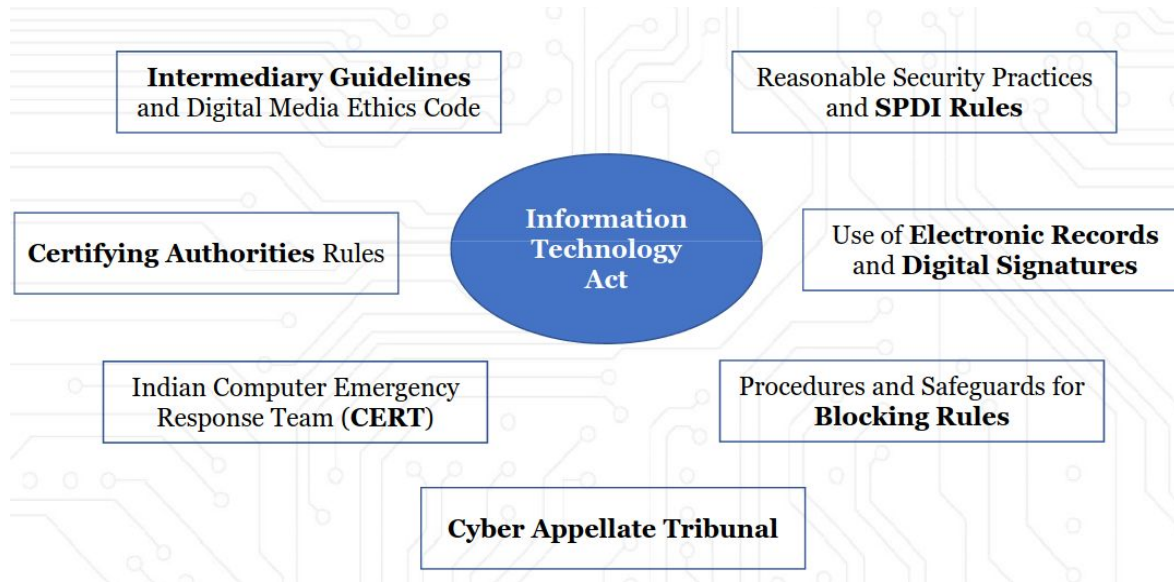 Intermediary Guidelines
and Digital Media Ethics Code
Reasonable Security Practices
and SPDI Rules
Information
Technology
Act
Certifying Authorities Rules
Use of Electronic Records
and Digital Signatures
Indian Computer Emergency
Response Team (CERT)
Procedures and Safeguards for
Blocking Rules
Cyber Appellate Tribunal